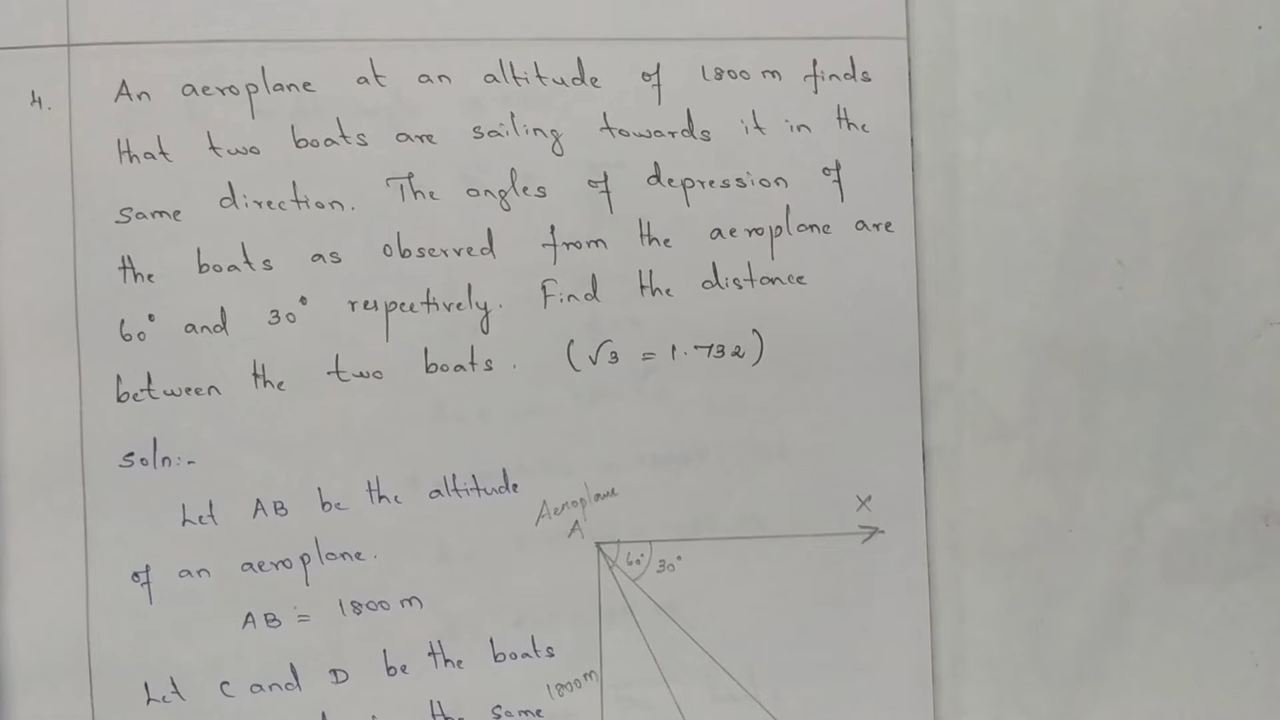 4.
An aeroplane at an altitude of 1800 m finds
that two boats are sailing towards it in the
same direction. The angles of depression of
the boats as observed from the aeroplane are
60° and 30° respectively. Find the distance
between the two boats. (√3 = 1.732)
Soln:-
Let AB be the altitude
of an aeroplane.
AB = 1800 m
Let C and D be the boats
the same
Aeroplane
A
X
60° 30°
1800m